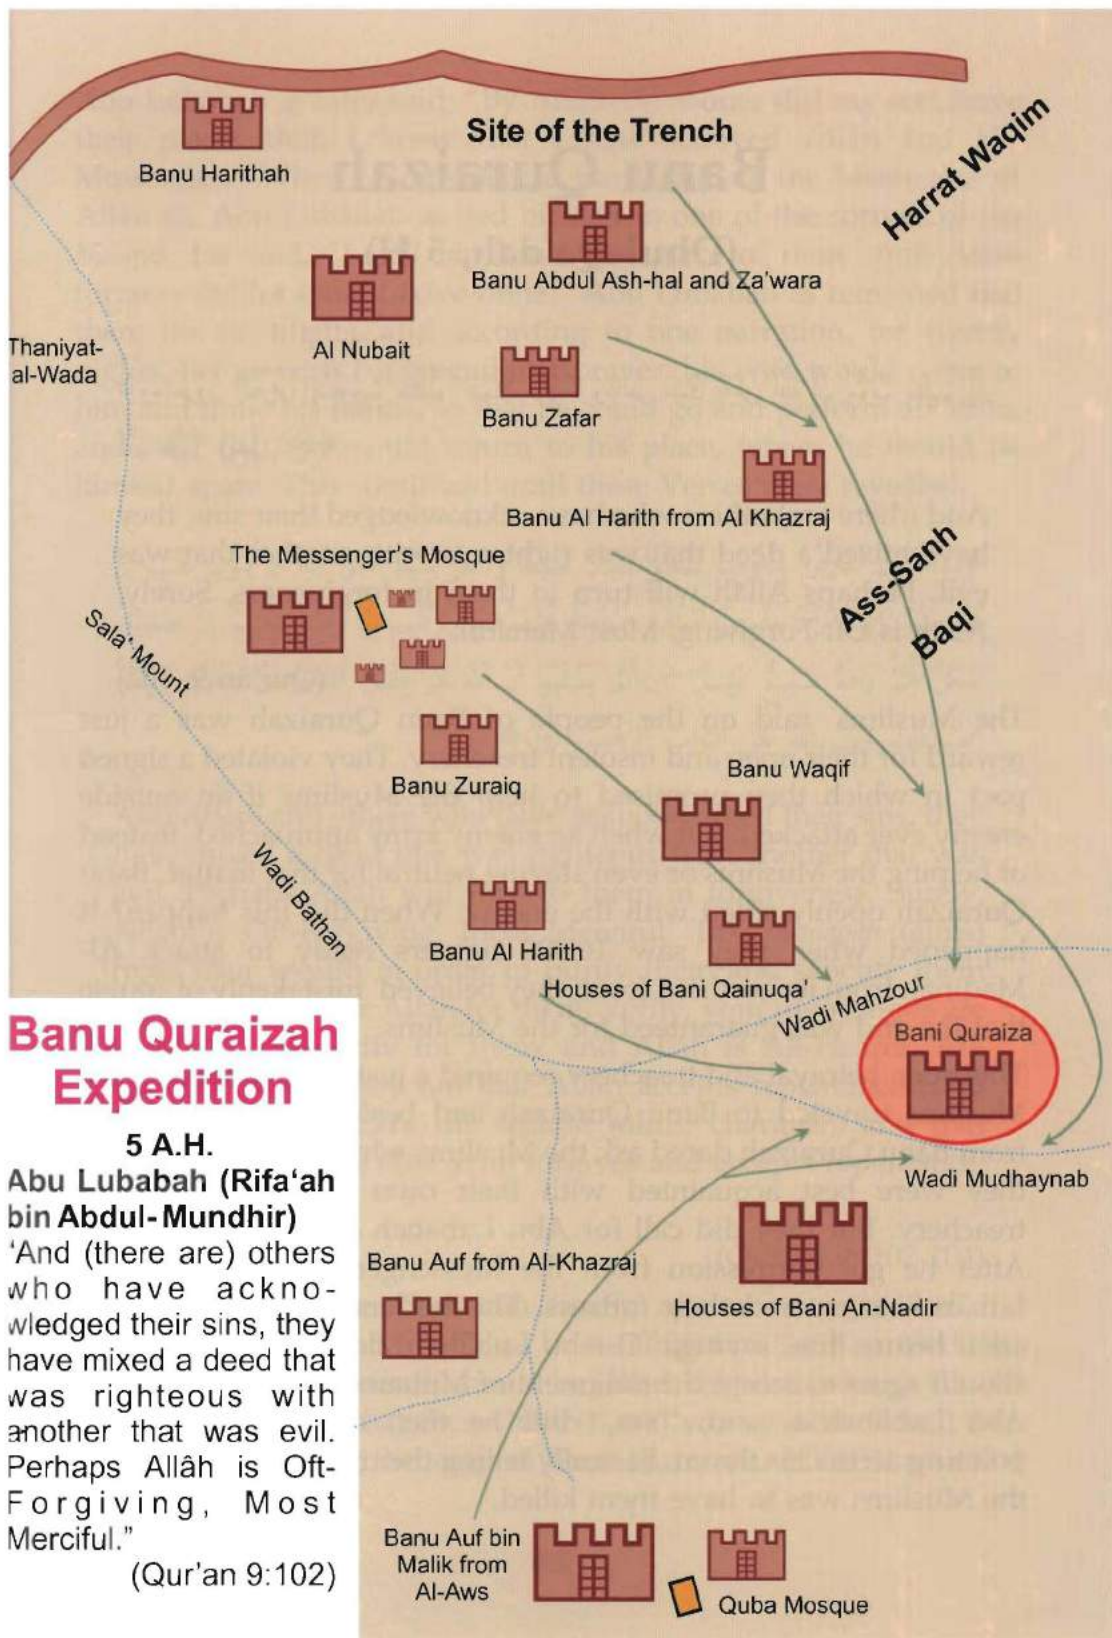 Site of the Trench
Harrat Waqim
Banu Harithah
Banu Abdul Ash-hal and Za'wara
Thaniyat-
al-Wada
Al Nubait
Banu Zafar
Banu Al Harith from Al Khazraj
The Messenger's Mosque
Ass-Sanh
Baqi
Sala' Mount
Banu Zuraiq
Banu Waqif
Wadi Bathan
Banu Al Harith
Houses of Bani Qainuqa'
Wadi Mahzour
Bani Quraiza
Wadi Mudhaynab
Banu Auf from Al-Khazraj
Houses of Bani An-Nadir
Banu Auf bin
Malik from
Al-Aws
Quba Mosque
Banu Quraizah
Expedition
5 A.H.
Abu Lubabah (Rifa‘ah
bin Abdul-Mundhir)
'And (there are) others
who have ackno-
wledged their sins, they
have mixed a deed that
was righteous with
another that was evil.
Perhaps Allâh is Oft-
Forgiving, Most
Merciful.”
(Qur'an 9:102)